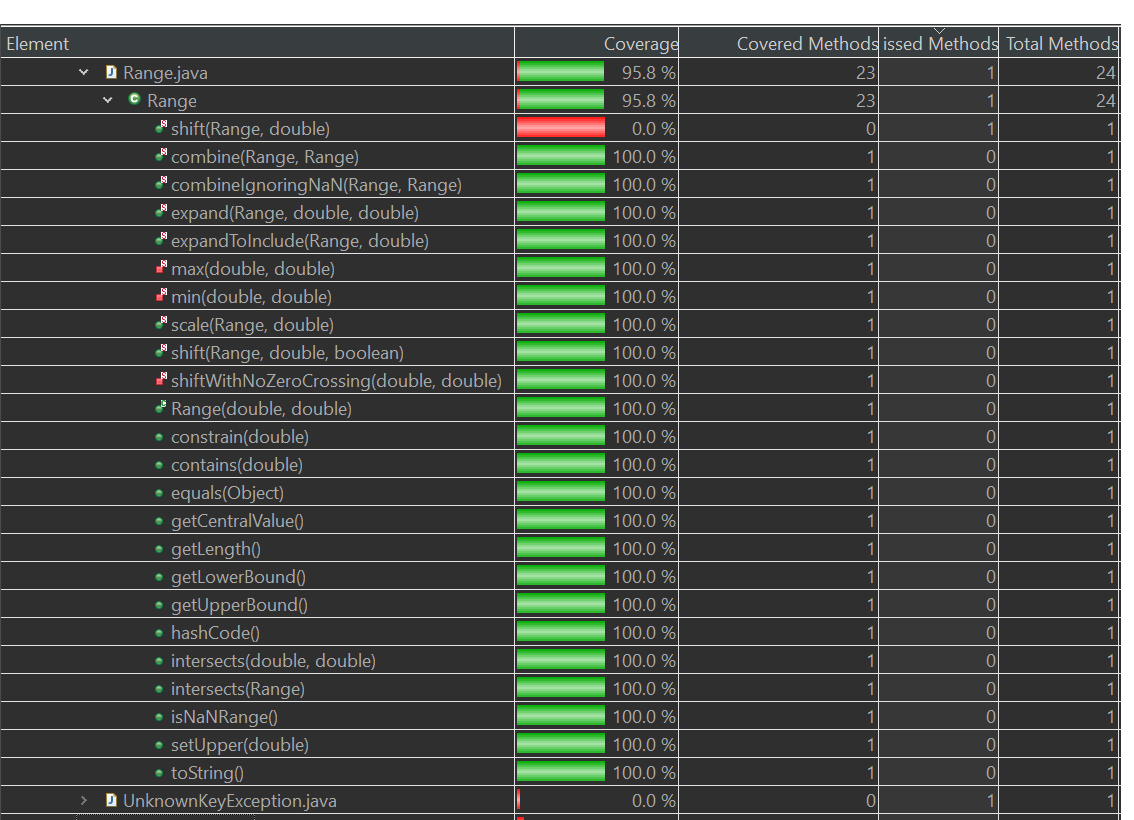 Element Coverage Covered Methods issed Methods Total Methods
Range.java 95.8 % 23 1 24
Range 95.8 % 23 1 24
shift(Range, double) 0.0 % 0 1 1
combine(Range, Range) 100.0 % 1 0 1
combineIgnoringNaN(Range, Range) 100.0 % 1 0 1
expand(Range, double, double) 100.0 % 1 0 1
expandToInclude(Range, double) 100.0 % 1 0 1
max(double, double) 100.0 % 1 0 1
min(double, double) 100.0 % 1 0 1
scale(Range, double) 100.0 % 1 0 1
shift(Range, double, boolean) 100.0 % 1 0 1
shiftWithNoZeroCrossing(double, double) 100.0 % 1 0 1
Range(double, double) 100.0 % 1 0 1
constrain(double) 100.0 % 1 0 1
contains(double) 100.0 % 1 0 1
equals(Object) 100.0 % 1 0 1
getCentralValue() 100.0 % 1 0 1
getLength() 100.0 % 1 0 1
getLowerBound() 100.0 % 1 0 1
getUpperBound() 100.0 % 1 0 1
hashCode() 100.0 % 1 0 1
intersects(double, double) 100.0 % 1 0 1
intersects(Range) 100.0 % 1 0 1
isNaNRange() 100.0 % 1 0 1
setUpper(double) 100.0 % 1 0 1
toString() 100.0 % 1 0 1
UnknownKeyException.java 0.0 % 0 1 1